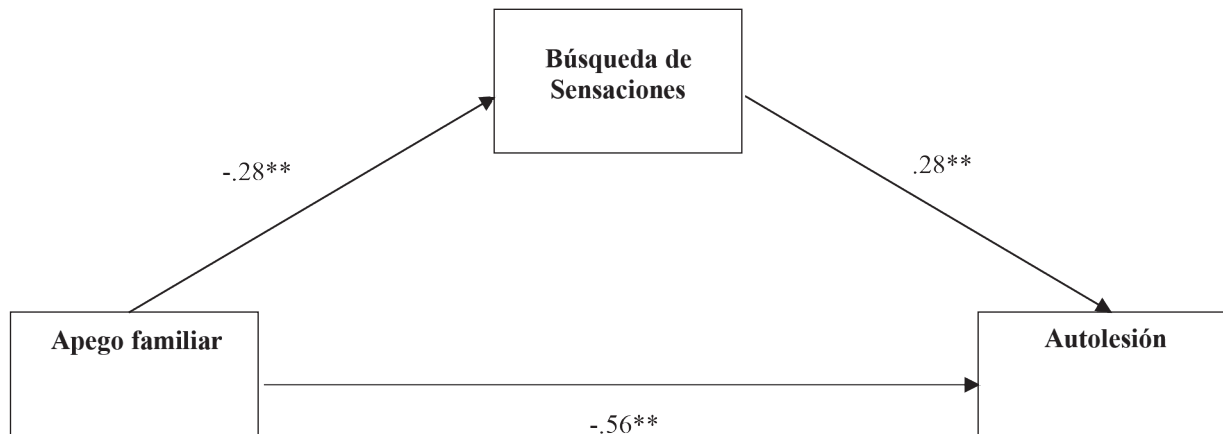 Búsqueda de
Sensaciones
-.28**
.28**
Apego familiar
Autolesión
-.56**